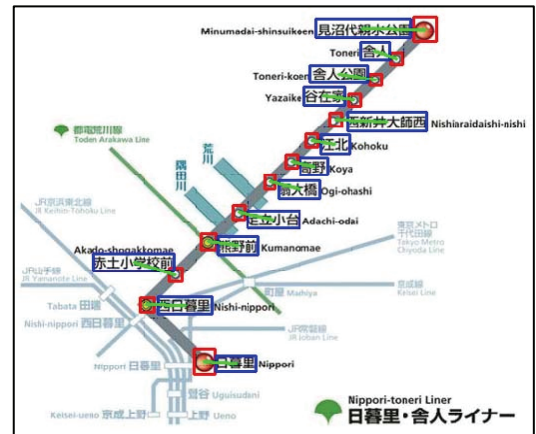 Minumadai-shinsuikoen 見沼代親水公園
Toneri 舎人
Toneri-koen 舎人公園
Yazaike 谷在家
西新井大師西 Nishiaraidaishi-nishi
都電荒川線
Toden Arakawa Line
荒川
江北 Kohoku
隅田川
高野 Koya
扇大橋 Ogi-ohashi
JR京浜東北線
JR Keihin-Tohoku Line
足立小台 Adachi-odai
東京メトロ
千代田線
Tokyo Metro
Chiyoda Line
Akado-shogakkomae
赤土小学校前
熊野前 Kumanomae
JR山手線
JR Yamanote Line
町屋 Machiya
京成線
Keisei Line
Tabata 田端
西日暮里 Nishi-nippori
Nishi-nippori 西日暮里
JR常磐線
JR Joban Line
Nippori 日暮里
日暮里 Nippori
鶯谷 Uguisudani
Keisei-ueno 京成上野
上野 Ueno
Nippori-toneri Liner
日暮里・舎人ライナー